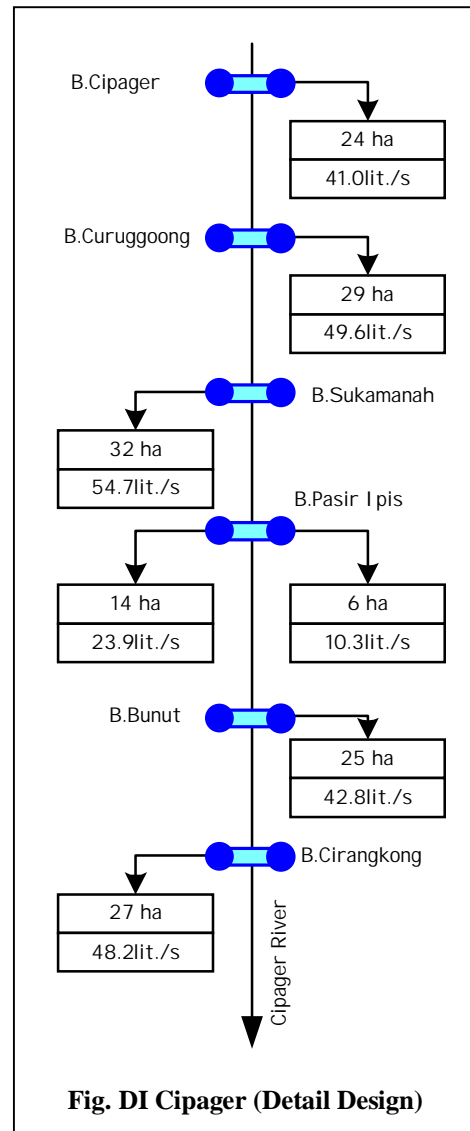 B.Cipager
24 ha
41.0lit./s
B.Curuggoong
29 ha
49.6lit./s
B.Sukamanah
32 ha
54.7lit./s
B.Pasir Ipis
14 ha
23.9lit./s
6 ha
10.3lit./s
B.Bunut
25 ha
42.8lit./s
B.Cirangkong
27 ha
48.2lit./s
Cipager River
Fig. DI Cipager (Detail Design)